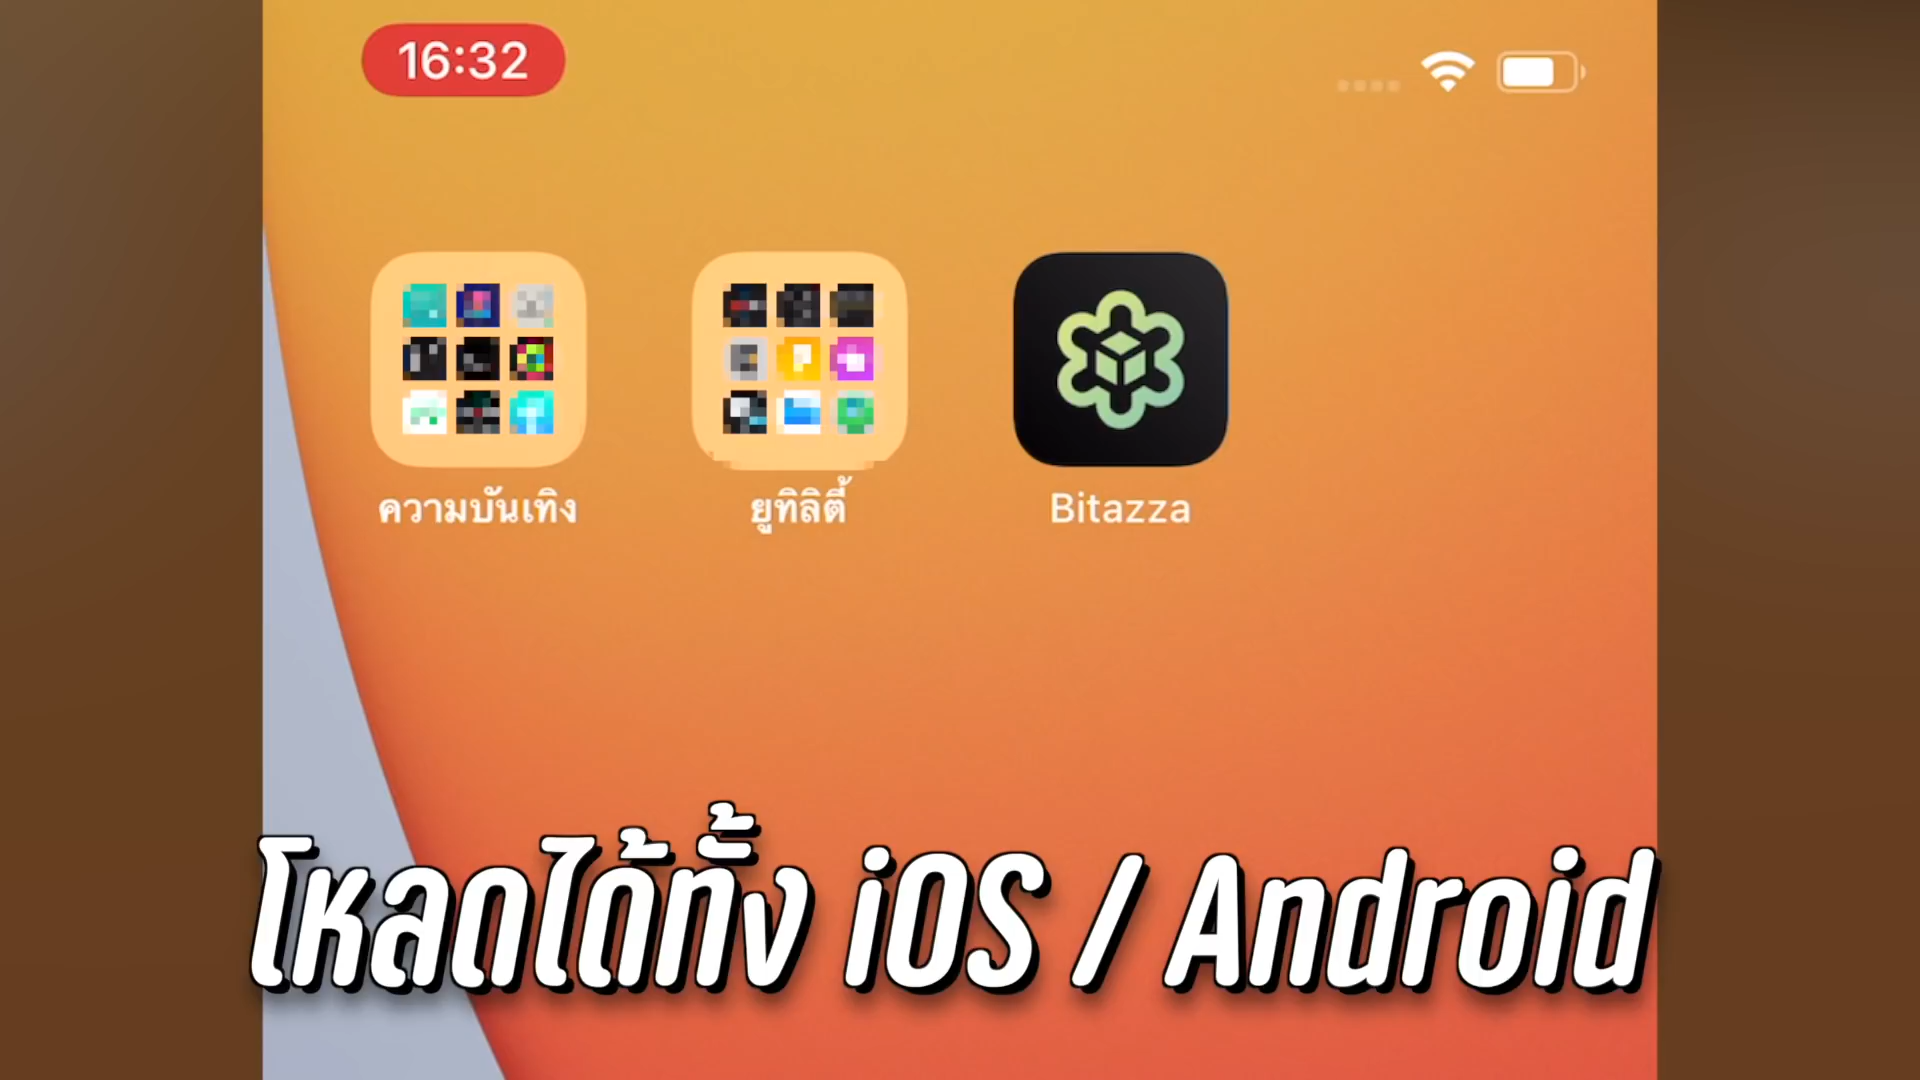 16:32
ความบันเทิง
ยูทิลิตี้
Bitazza
โหลดได้ทั้ง iOS / Android